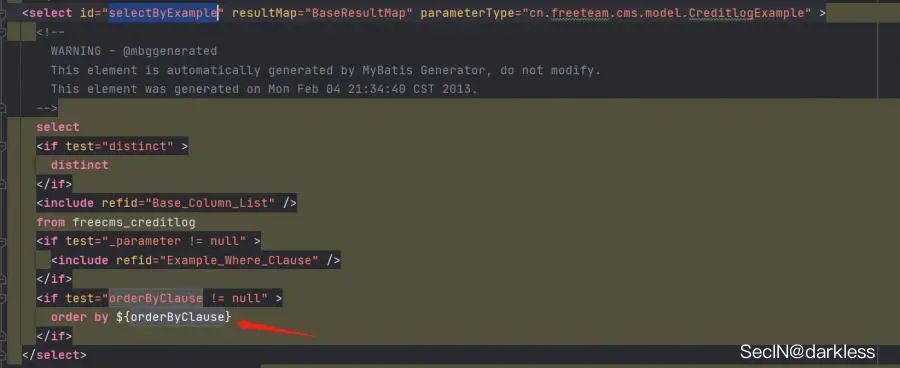 <select id="selectByExample" resultMap="BaseResultMap" parameterType="cn.freeteam.cms.model.CreditlogExample" >
<!--
WARNING - @mbggenerated
This element is automatically generated by MyBatis Generator, do not modify.
This element was generated on Mon Feb 04 21:34:40 CST 2013.
-->
select
<if test="distinct" >
distinct
</if>
<include refid="Base_Column_List" />
from freecms_creditlog
<if test="_parameter != null" >
<include refid="Example_Where_Clause" />
</if>
<if test="orderByClause != null" >
order by ${orderByClause}
</if>
</select>
SecIN@darkless